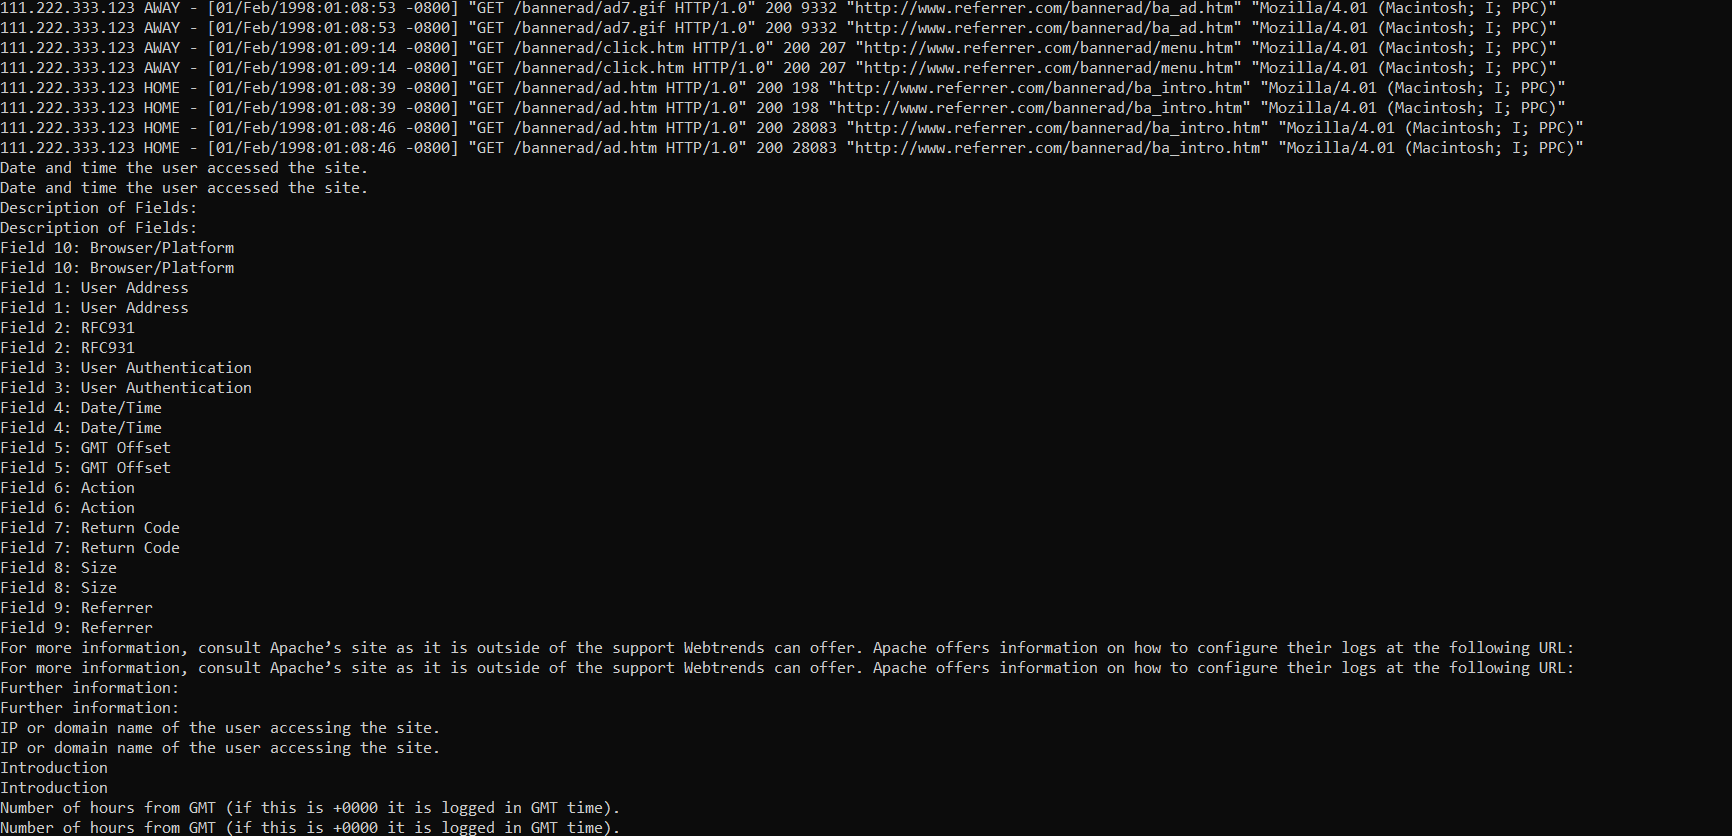 111.222.333.123 AWAY - [01/Feb/1998:01:08:53 -0800] "GET /bannerad/ad7.gif HTTP/1.0" 200 9332 "http://www.referrer.com/bannerad/ba_ad.htm" "Mozilla/4.01 (Macintosh; I; PPC)"
111.222.333.123 AWAY - [01/Feb/1998:01:08:53 -0800] "GET /bannerad/ad7.gif HTTP/1.0" 200 9332 "http://www.referrer.com/bannerad/ba_ad.htm" "Mozilla/4.01 (Macintosh; I; PPC)"
111.222.333.123 AWAY - [01/Feb/1998:01:09:14 -0800] "GET /bannerad/click.htm HTTP/1.0" 200 207 "http://www.referrer.com/bannerad/menu.htm" "Mozilla/4.01 (Macintosh; I; PPC)"
111.222.333.123 AWAY - [01/Feb/1998:01:09:14 -0800] "GET /bannerad/click.htm HTTP/1.0" 200 207 "http://www.referrer.com/bannerad/menu.htm" "Mozilla/4.01 (Macintosh; I; PPC)"
111.222.333.123 HOME - [01/Feb/1998:01:08:39 -0800] "GET /bannerad/ad.htm HTTP/1.0" 200 198 "http://www.referrer.com/bannerad/ba_intro.htm" "Mozilla/4.01 (Macintosh; I; PPC)"
111.222.333.123 HOME - [01/Feb/1998:01:08:39 -0800] "GET /bannerad/ad.htm HTTP/1.0" 200 198 "http://www.referrer.com/bannerad/ba_intro.htm" "Mozilla/4.01 (Macintosh; I; PPC)"
111.222.333.123 HOME - [01/Feb/1998:01:08:46 -0800] "GET /bannerad/ad.htm HTTP/1.0" 200 28083 "http://www.referrer.com/bannerad/ba_intro.htm" "Mozilla/4.01 (Macintosh; I; PPC)"
111.222.333.123 HOME - [01/Feb/1998:01:08:46 -0800] "GET /bannerad/ad.htm HTTP/1.0" 200 28083 "http://www.referrer.com/bannerad/ba_intro.htm" "Mozilla/4.01 (Macintosh; I; PPC)"
Date and time the user accessed the site.
Date and time the user accessed the site.
Description of Fields:
Description of Fields:
Field 10: Browser/Platform
Field 10: Browser/Platform
Field 1: User Address
Field 1: User Address
Field 2: RFC931
Field 2: RFC931
Field 3: User Authentication
Field 3: User Authentication
Field 4: Date/Time
Field 4: Date/Time
Field 5: GMT Offset
Field 5: GMT Offset
Field 6: Action
Field 6: Action
Field 7: Return Code
Field 7: Return Code
Field 8: Size
Field 8: Size
Field 9: Referrer
Field 9: Referrer
For more information, consult Apache’s site as it is outside of the support Webtrends can offer. Apache offers information on how to configure their logs at the following URL:
For more information, consult Apache’s site as it is outside of the support Webtrends can offer. Apache offers information on how to configure their logs at the following URL:
Further information:
Further information:
IP or domain name of the user accessing the site.
IP or domain name of the user accessing the site.
Introduction
Introduction
Number of hours from GMT (if this is +0000 it is logged in GMT time).
Number of hours from GMT (if this is +0000 it is logged in GMT time).